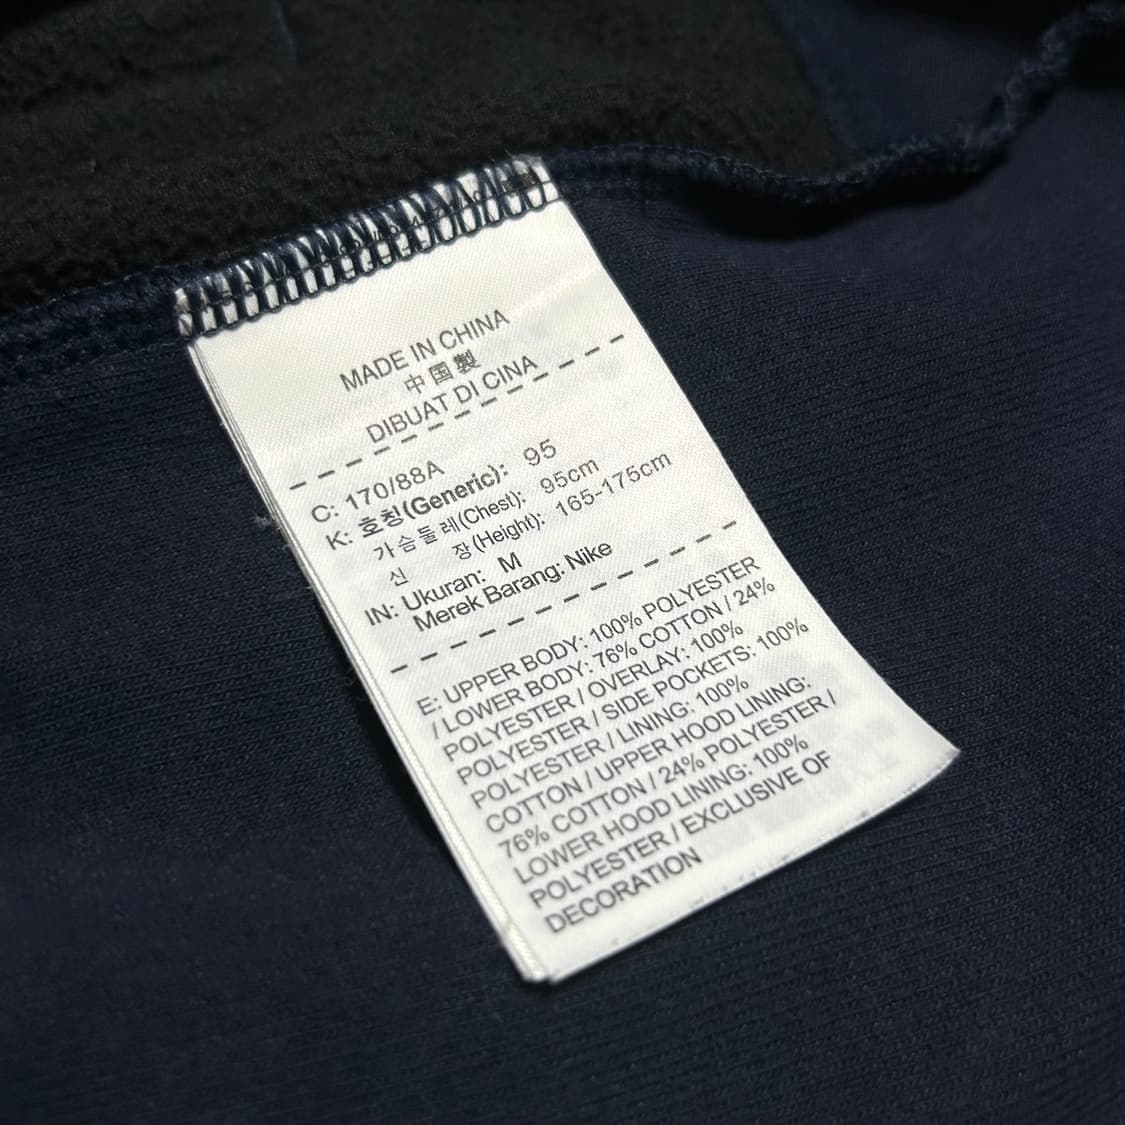 MADE IN CHINA
中国製
DIBUAT DI CINA
C: 170/88A
K: 호칭(Generic): 95
가슴둘레(Chest): 95cm
신 장(Height): 165-175cm
IN: Ukuran: M
Merek Barang: Nike
E: UPPER BODY: 100% POLYESTER
/ LOWER BODY: 76% COTTON / 24%
POLYESTER / OVERLAY: 100%
POLYESTER / SIDE POCKETS: 100%
POLYESTER / LINING: 100%
COTTON / UPPER HOOD LINING:
76% COTTON / 24% POLYESTER /
LOWER HOOD LINING: 100%
POLYESTER / EXCLUSIVE OF
DECORATION